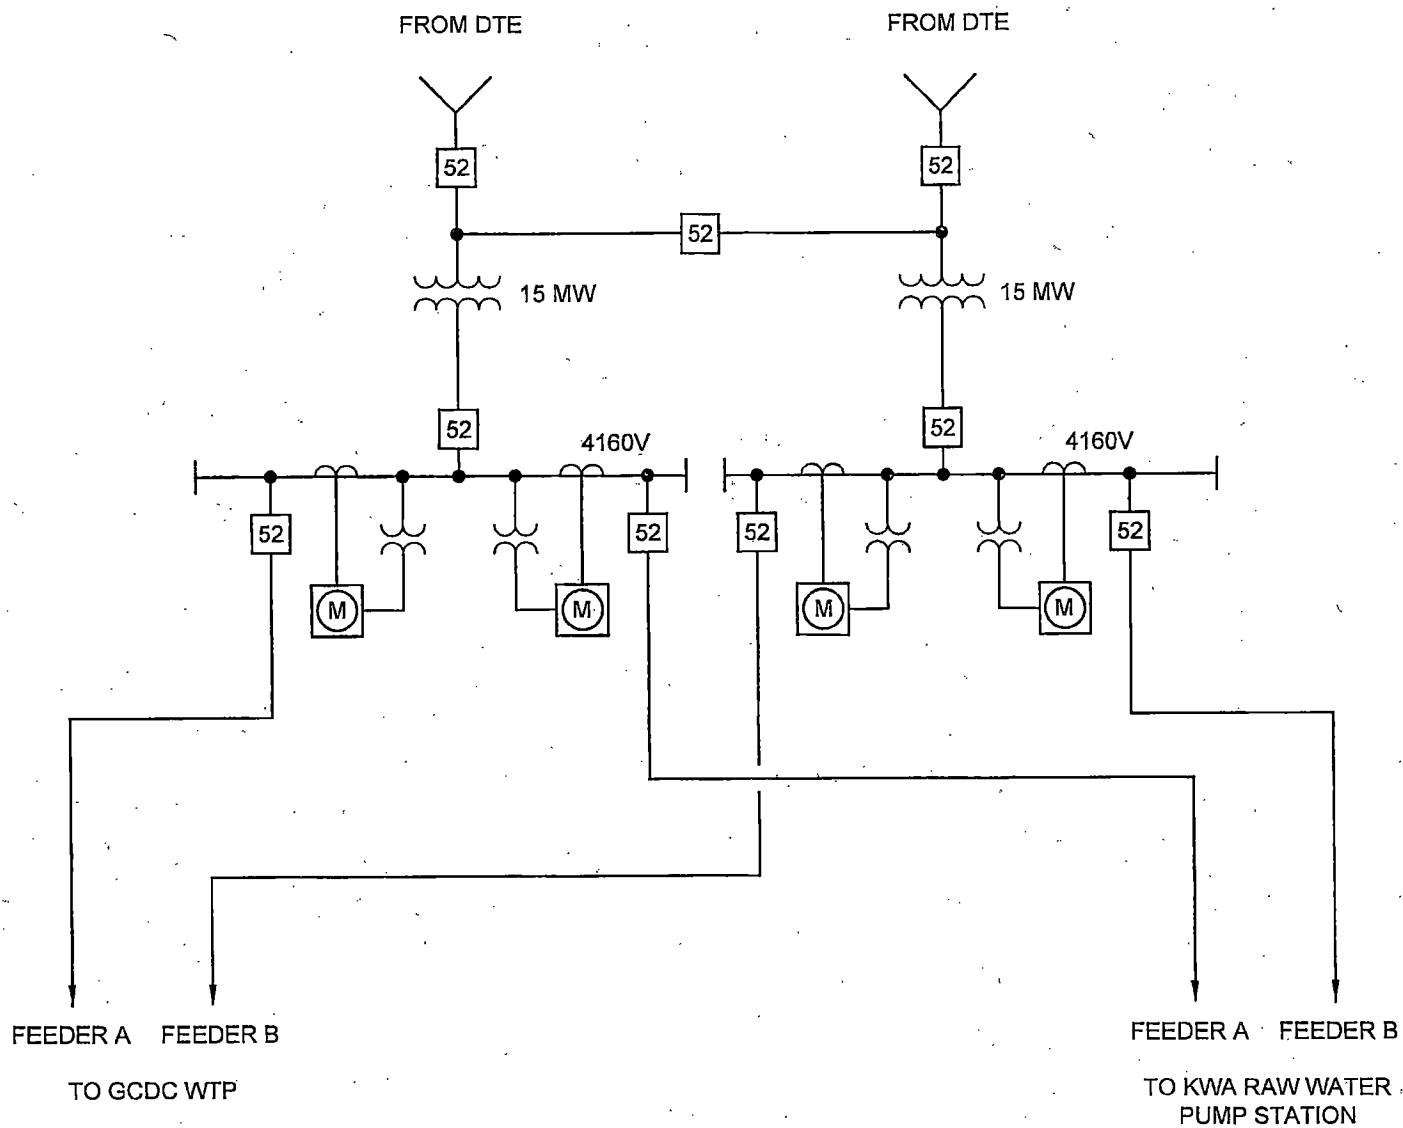 FROM DTE
FROM DTE
52
52
52
15 MW
15 MW
52
52
4160V
4160V
52
52
52
52
M
M
M
M
FEEDER A
FEEDER B
FEEDER A
FEEDER B
TO GCDC WTP
TO KWA RAW WATER
PUMP STATION